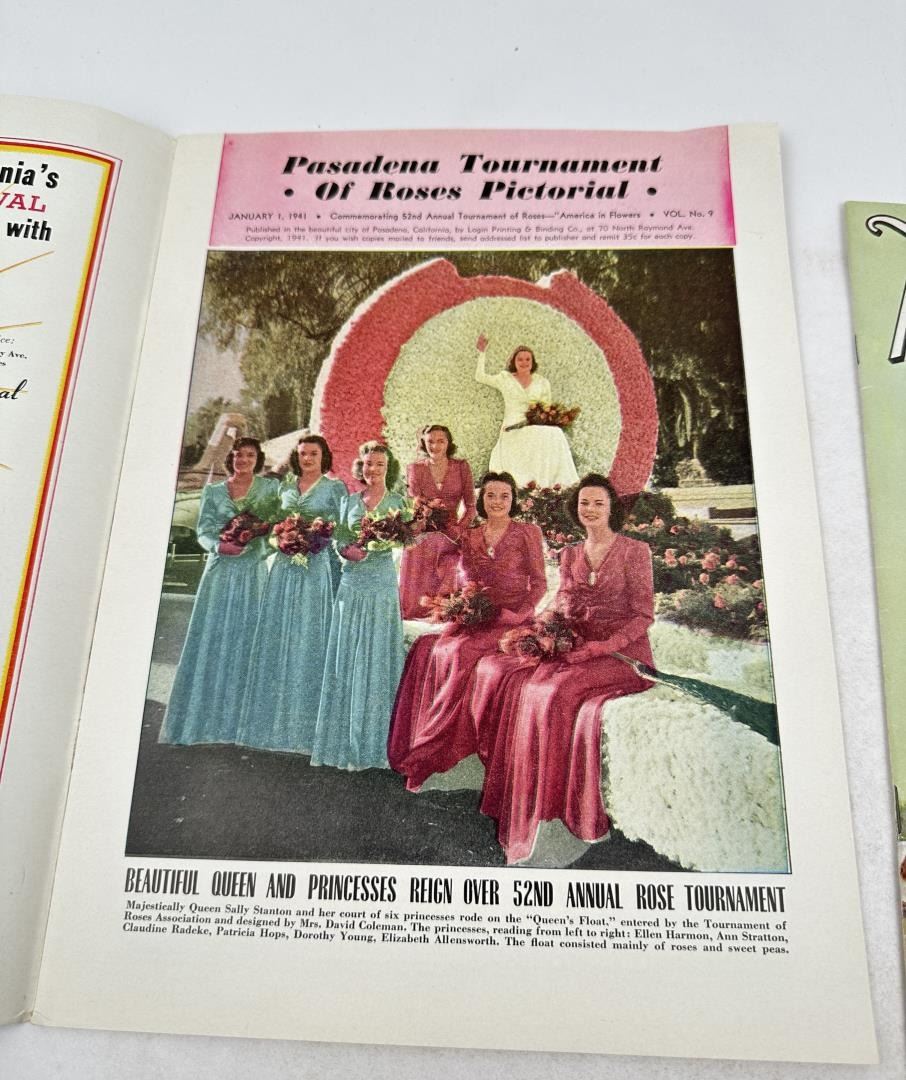 nia's
VAL
with
ce:
y Ave.
es
al
Pasadena Tournament
• Of Roses Pictorial •
JANUARY 1, 1941 • Commemorating 52nd Annual Tournament of Roses—"America in Flowers • VOL. No. 9
Published in the beautiful city of Pasadena, California, by Login Printing & Binding Co., at 70 North Raymond Ave.
Copyright, 1941. If you wish copies mailed to friends, send addressed list to publisher and remit 35c for each copy.
BEAUTIFUL QUEEN AND PRINCESSES REIGN OVER 52ND ANNUAL ROSE TOURNAMENT
Majestically Queen Sally Stanton and her court of six princesses rode on the "Queen's Float," entered by the Tournament of
Roses Association and designed by Mrs. David Coleman. The princesses, reading from left to right: Ellen Harmon, Ann Stratton,
Claudine Radeke, Patricia Hops, Dorothy Young, Elizabeth Allensworth. The float consisted mainly of roses and sweet peas.